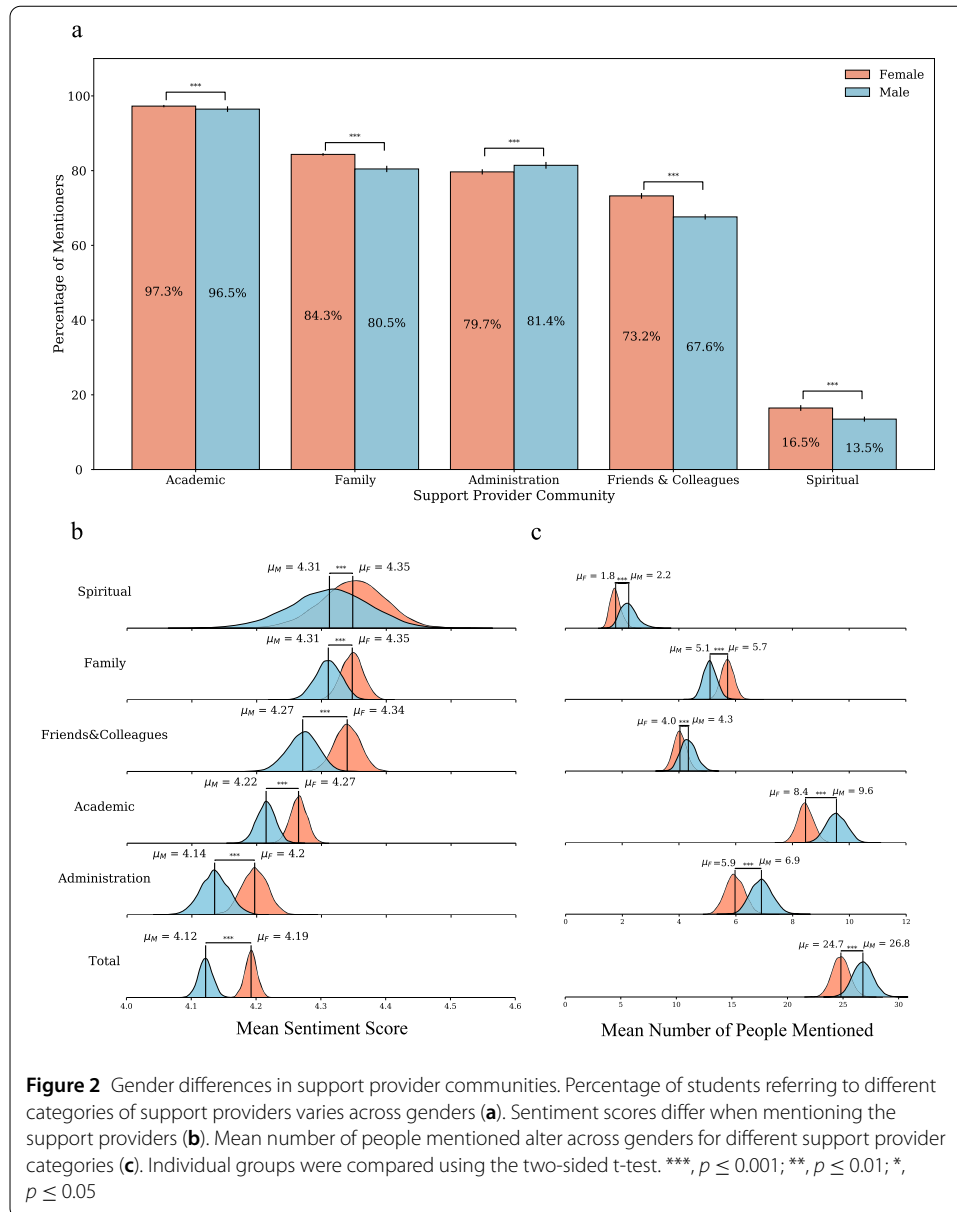 a
***
***
***
***
***
Female
Male
100
80
60
40
20
0
Percentage of Mentioners
97.3%
96.5%
84.3%
80.5%
79.7%
81.4%
73.2%
67.6%
16.5%
13.5%
Academic
Family
Administration
Friends & Colleagues
Spiritual
Support Provider Community
b
μM = 4.31 *** μF = 4.35
Spiritual
μM = 4.31 *** μF = 4.35
Family
μM = 4.27 *** μF = 4.34
Friends&Colleagues
μM = 4.22 *** μF = 4.27
Academic
μM = 4.14 *** μF = 4.2
Administration
μM = 4.12 *** μF = 4.19
Total
4.0 4.1 4.2 4.3 4.4 4.5 4.6
Mean Sentiment Score
c
μF = 1.8 *** μM = 2.2
μM = 5.1 *** μF = 5.7
μF = 4.0 *** μM = 4.3
μF = 8.4 *** μM = 9.6
μF=5.9 *** μM = 6.9
0 2 4 6 8 10 12
μF = 24.7 *** μM = 26.8
0 5 10 15 20 25 30
Mean Number of People Mentioned
Figure 2 Gender differences in support provider communities. Percentage of students referring to different
categories of support providers varies across genders (a). Sentiment scores differ when mentioning the
support providers (b). Mean number of people mentioned alter across genders for different support provider
categories (c). Individual groups were compared using the two-sided t-test. ***, p ≤ 0.001; **, p ≤ 0.01; *,
p ≤ 0.05